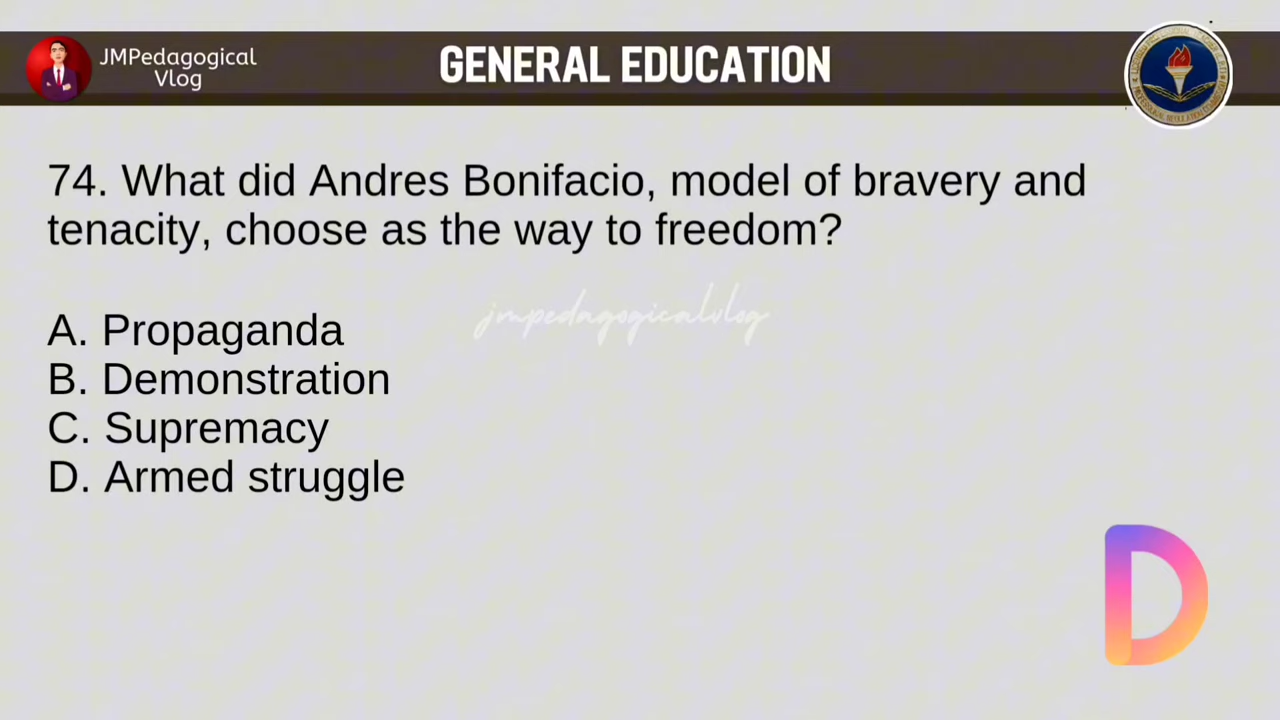 JMPedagogical
Vlog
GENERAL EDUCATION
74. What did Andres Bonifacio, model of bravery and
tenacity, choose as the way to freedom?
jmpedagogicalvlog
A. Propaganda
B. Demonstration
C. Supremacy
D. Armed struggle
D